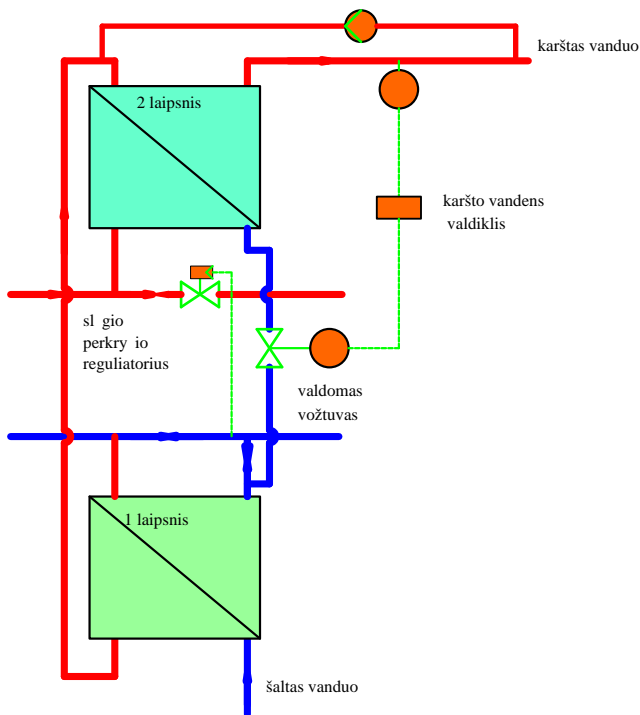 karštas vanduo
2 laipsnis
karšto vandens
valdiklis
sl gio
perkry io
reguliatorius
valdomas
vožtuvas
1 laipsnis
šaltas vanduo